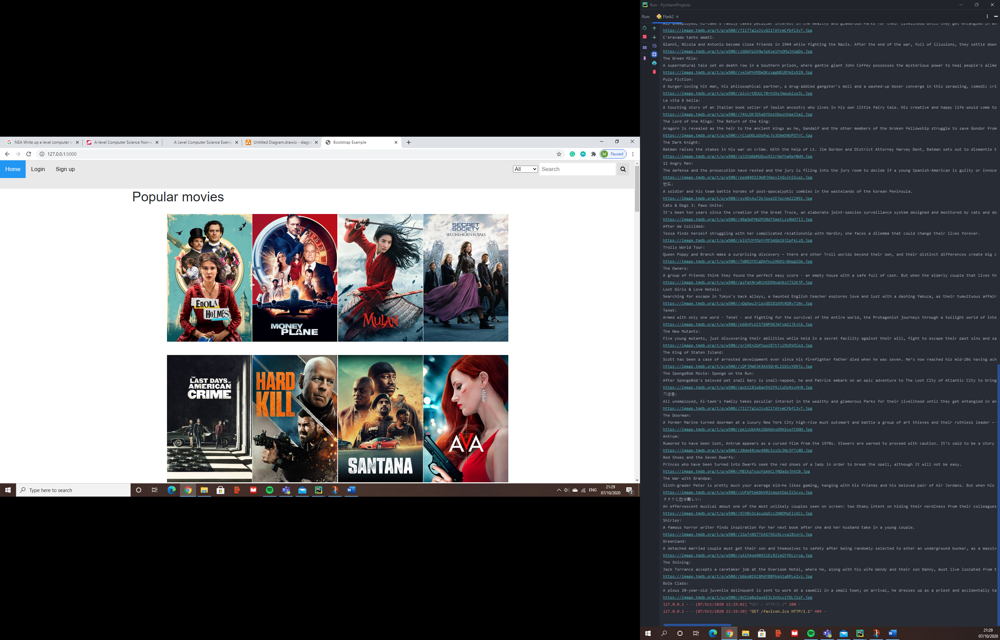 NEA Write up a level computer s
A-level Computer Science Non-e
A Level Computer Science Exemp
Untitled Diagram.drawio - diagra
Bootstrap Example
127.0.0.1:5000
Paused
Home
Login
Sign up
All
Search
Popular movies
ENOLA
HOLMES
MONEY
PLANE
MULAN
SECRET
SOCIETY
OF
SECOND-BORN ROYALS
THE
LAST DAYS OF
AMERICAN
CRIME
HARD
KILL
DNIC
DNIC
SANTANA
AVA
Type here to search
ENG
21:29
07/10/2020
2
Run - PycharmProjects
Run:
Flask2
All unemployed, Ki-taek's family takes peculiar interest in the wealthy and glamorous Parks for their livelihood until they get entangled in an
https://image.tmdb.org/t/p/w500//7IiTTgloJzvGI1TAYymCfbfl3vT.jpg
C'eravamo tanto amati:
Gianni, Nicola and Antonio become close friends in 1944 while fighting the Nazis. After the end of the war, full of illusions, they settle down
https://image.tmdb.org/t/p/w500//zGGWYpiKNwjpKxelPxOMqJnUgDs.jpg
The Green Mile:
A supernatural tale set on death row in a Southern prison, where gentle giant John Coffey possesses the mysterious power to heal people's ailme
https://image.tmdb.org/t/p/w500//velWPhVMQeQKcxggNEU8YmIo52R.jpg
Pulp Fiction:
A burger-loving hit man, his philosophical partner, a drug-addled gangster's moll and a washed-up boxer converge in this sprawling, comedic cri
https://image.tmdb.org/t/p/w500//plnlrtBUULT0rh3Xsjmpubiso3L.jpg
La vita è bella:
A touching story of an Italian book seller of Jewish ancestry who lives in his own little fairy tale. His creative and happy life would come to
https://image.tmdb.org/t/p/w500//74hLDKjD5aGYOotO6esUVaeISa2.jpg
The Lord of the Rings: The Return of the King:
Aragorn is revealed as the heir to the ancient kings as he, Gandalf and the other members of the broken fellowship struggle to save Gondor from
https://image.tmdb.org/t/p/w500//rCzpDGLbOoPwLjy3OAm5NUPOTrC.jpg
The Dark Knight:
Batman raises the stakes in his war on crime. With the help of Lt. Jim Gordon and District Attorney Harvey Dent, Batman sets out to dismantle t
https://image.tmdb.org/t/p/w500//qJ2tW6WMUDux911r6m7haRef0WH.jpg
12 Angry Men:
The defense and the prosecution have rested and the jury is filing into the jury room to decide if a young Spanish-American is guilty or innoce
https://image.tmdb.org/t/p/w500//ppd84D2i9W8jXmsyInGyihiSyqz.jpg
반도:
A soldier and his team battle hordes of post-apocalyptic zombies in the wastelands of the Korean Peninsula.
https://image.tmdb.org/t/p/w500//sy6DvAu72kjoseZEjocnm2ZZ09i.jpg
Cats & Dogs 3: Paws Unite:
It's been ten years since the creation of the Great Truce, an elaborate joint-species surveillance system designed and monitored by cats and do
https://image.tmdb.org/t/p/w500//4BgSWFMW2MJ0dT5metLzsRWO7IJ.jpg
After We Collided:
Tessa finds herself struggling with her complicated relationship with Hardin; she faces a dilemma that could change their lives forever.
https://image.tmdb.org/t/p/w500//kiX7UYfOpYrMFSAGbI6j1pFkLzQ.jpg
Trolls World Tour:
Queen Poppy and Branch make a surprising discovery — there are other Troll worlds beyond their own, and their distinct differences create big c
https://image.tmdb.org/t/p/w500//7W0G3YECgDAfnuiHG91r8WqgIOe.jpg
The Owners:
A group of friends think they found the perfect easy score - an empty house with a safe full of cash. But when the elderly couple that lives th
https://image.tmdb.org/t/p/w500//gzFatNrw0lhKD5NxaU6zC7S2KjP.jpg
Lost Girls & Love Hotels:
Searching for escape in Tokyo's back alleys, a haunted English teacher explores love and lust with a dashing Yakuza, as their tumultuous affair
https://image.tmdb.org/t/p/w500//vQgXwuJrlpzGDI8169tRQRy71Nv.jpg
Tenet:
Armed with only one word - Tenet - and fighting for the survival of the entire world, the Protagonist journeys through a twilight world of inte
https://image.tmdb.org/t/p/w500//k68nPLbIST6NP96JmTxmZijEvCA.jpg
The New Mutants:
Five young mutants, just discovering their abilities while held in a secret facility against their will, fight to escape their past sins and sa
https://image.tmdb.org/t/p/w500//xrI4EnZWftpo1B7tTvlMUXVOikd.jpg
The King of Staten Island:
Scott has been a case of arrested development ever since his firefighter father died when he was seven. He’s now reached his mid-20s having ach
https://image.tmdb.org/t/p/w500//zQFjMmE3K9AX5QrBL1SXIxYQ9jz.jpg
The SpongeBob Movie: Sponge on the Run:
After SpongeBob's beloved pet snail Gary is snail-napped, he and Patrick embark on an epic adventure to The Lost City of Atlantic City to bring
https://image.tmdb.org/t/p/w500//gxK21B1w8an5ViPXzisDsRsyHr0.jpg
기생충:
All unemployed, Ki-taek's family takes peculiar interest in the wealthy and glamorous Parks for their livelihood until they get entangled in an
https://image.tmdb.org/t/p/w500//7IiTTgloJzvGI1TAYymCfbfl3vT.jpg
The Doorman:
A former Marine turned doorman at a luxury New York City high-rise must outsmart and battle a group of art thieves and their ruthless leader —
https://image.tmdb.org/t/p/w500//pklyUbh4k1DbHdnsOMASyw7C6NH.jpg
Antrum:
Rumored to have been lost, Antrum appears as a cursed film from the 1970s. Viewers are warned to proceed with caution. It’s said to be a story
https://image.tmdb.org/t/p/w500//20de4Rcmy4B0L5zyOc3Nc5F7c0D.jpg
Red Shoes and the Seven Dwarfs:
Princes who have been turned into Dwarfs seek the red shoes of a lady in order to break the spell, although it will not be easy.
https://image.tmdb.org/t/p/w500//MBiKqTsouYqAACLYNDadsjhhC0.jpg
The War with Grandpa:
Sixth-grader Peter is pretty much your average kid—he likes gaming, hanging with his friends and his beloved pair of Air Jordans. But when his
https://image.tmdb.org/t/p/w500//yUFbPtWeDbVR3zmqshOaL5lScyo.jpg
ヲタクに恋は難しい:
An effervescent musical about one of the most unlikely couples seen on screen: two Otaku intent on hiding their nerdiness from their colleagues
https://image.tmdb.org/t/p/w500//9JV0LOcazudqEcz2NNOMqEIzACz.jpg
Shirley:
A famous horror writer finds inspiration for her next book after she and her husband take in a young couple.
https://image.tmdb.org/t/p/w500//iSwTnNS7TKAS79Sz9LvyqlBxxrU.jpg
Greenland:
A detached married couple must get their son and themselves to safety after being randomly selected to enter an underground bunker, as a massiv
https://image.tmdb.org/t/p/w500//sA154deR0X51EcR2lm2FfDczryg.jpg
The Shining:
Jack Torrance accepts a caretaker job at the Overlook Hotel, where he, along with his wife Wendy and their son Danny, must live isolated from t
https://image.tmdb.org/t/p/w500//b6ko0IKC8MdYBBPkkA1aBPLe2yz.jpg
Boże Ciało:
A pious 20-year-old juvenile delinquent is sent to work at a sawmill in a small town; on arrival, he dresses up as a priest and accidentally ta
https://image.tmdb.org/t/p/w500//6VZlm8sEwxkE3L5nXxz17OLj1sF.jpg
127.0.0.1 - - [07/Oct/2020 21:29:02] "GET / HTTP/1.1" 200 -
127.0.0.1 - - [07/Oct/2020 21:29:10] "GET /favicon.ico HTTP/1.1" 404 -
21:29
07/10/2020